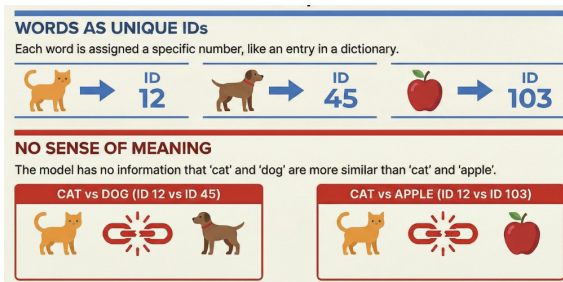 WORDS AS UNIQUE IDs
Each word is assigned a specific number, like an entry in a dictionary.
ID
12
ID
45
ID
103
NO SENSE OF MEANING
The model has no information that 'cat' and 'dog' are more similar than 'cat' and 'apple'.
CAT vs DOG (ID 12 vs ID 45)
CAT vs APPLE (ID 12 vs ID 103)